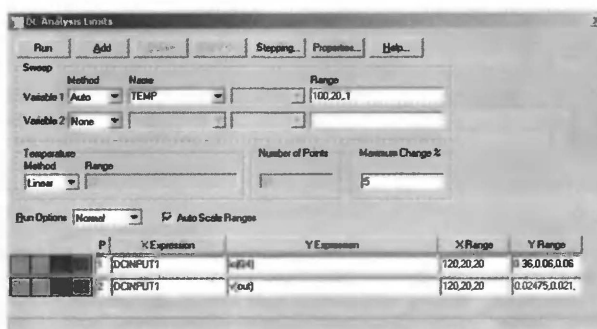 DC Analysis Limits
Run Add Stepping... Properties... Help...
Sweep
Method Name Range
Variable 1 Auto TEMP 100,20,.1
Variable 2 None
Temperature Number of Points Maximum Change %
Method Range
Linear 5
Run Options Normal Auto Scale Ranges
P X Expression Y Expression X Range Y Range
1 DCINPUT1 120,20,20
2 DCINPUT1 v(out) 120,20,20 0.02475,0.021,